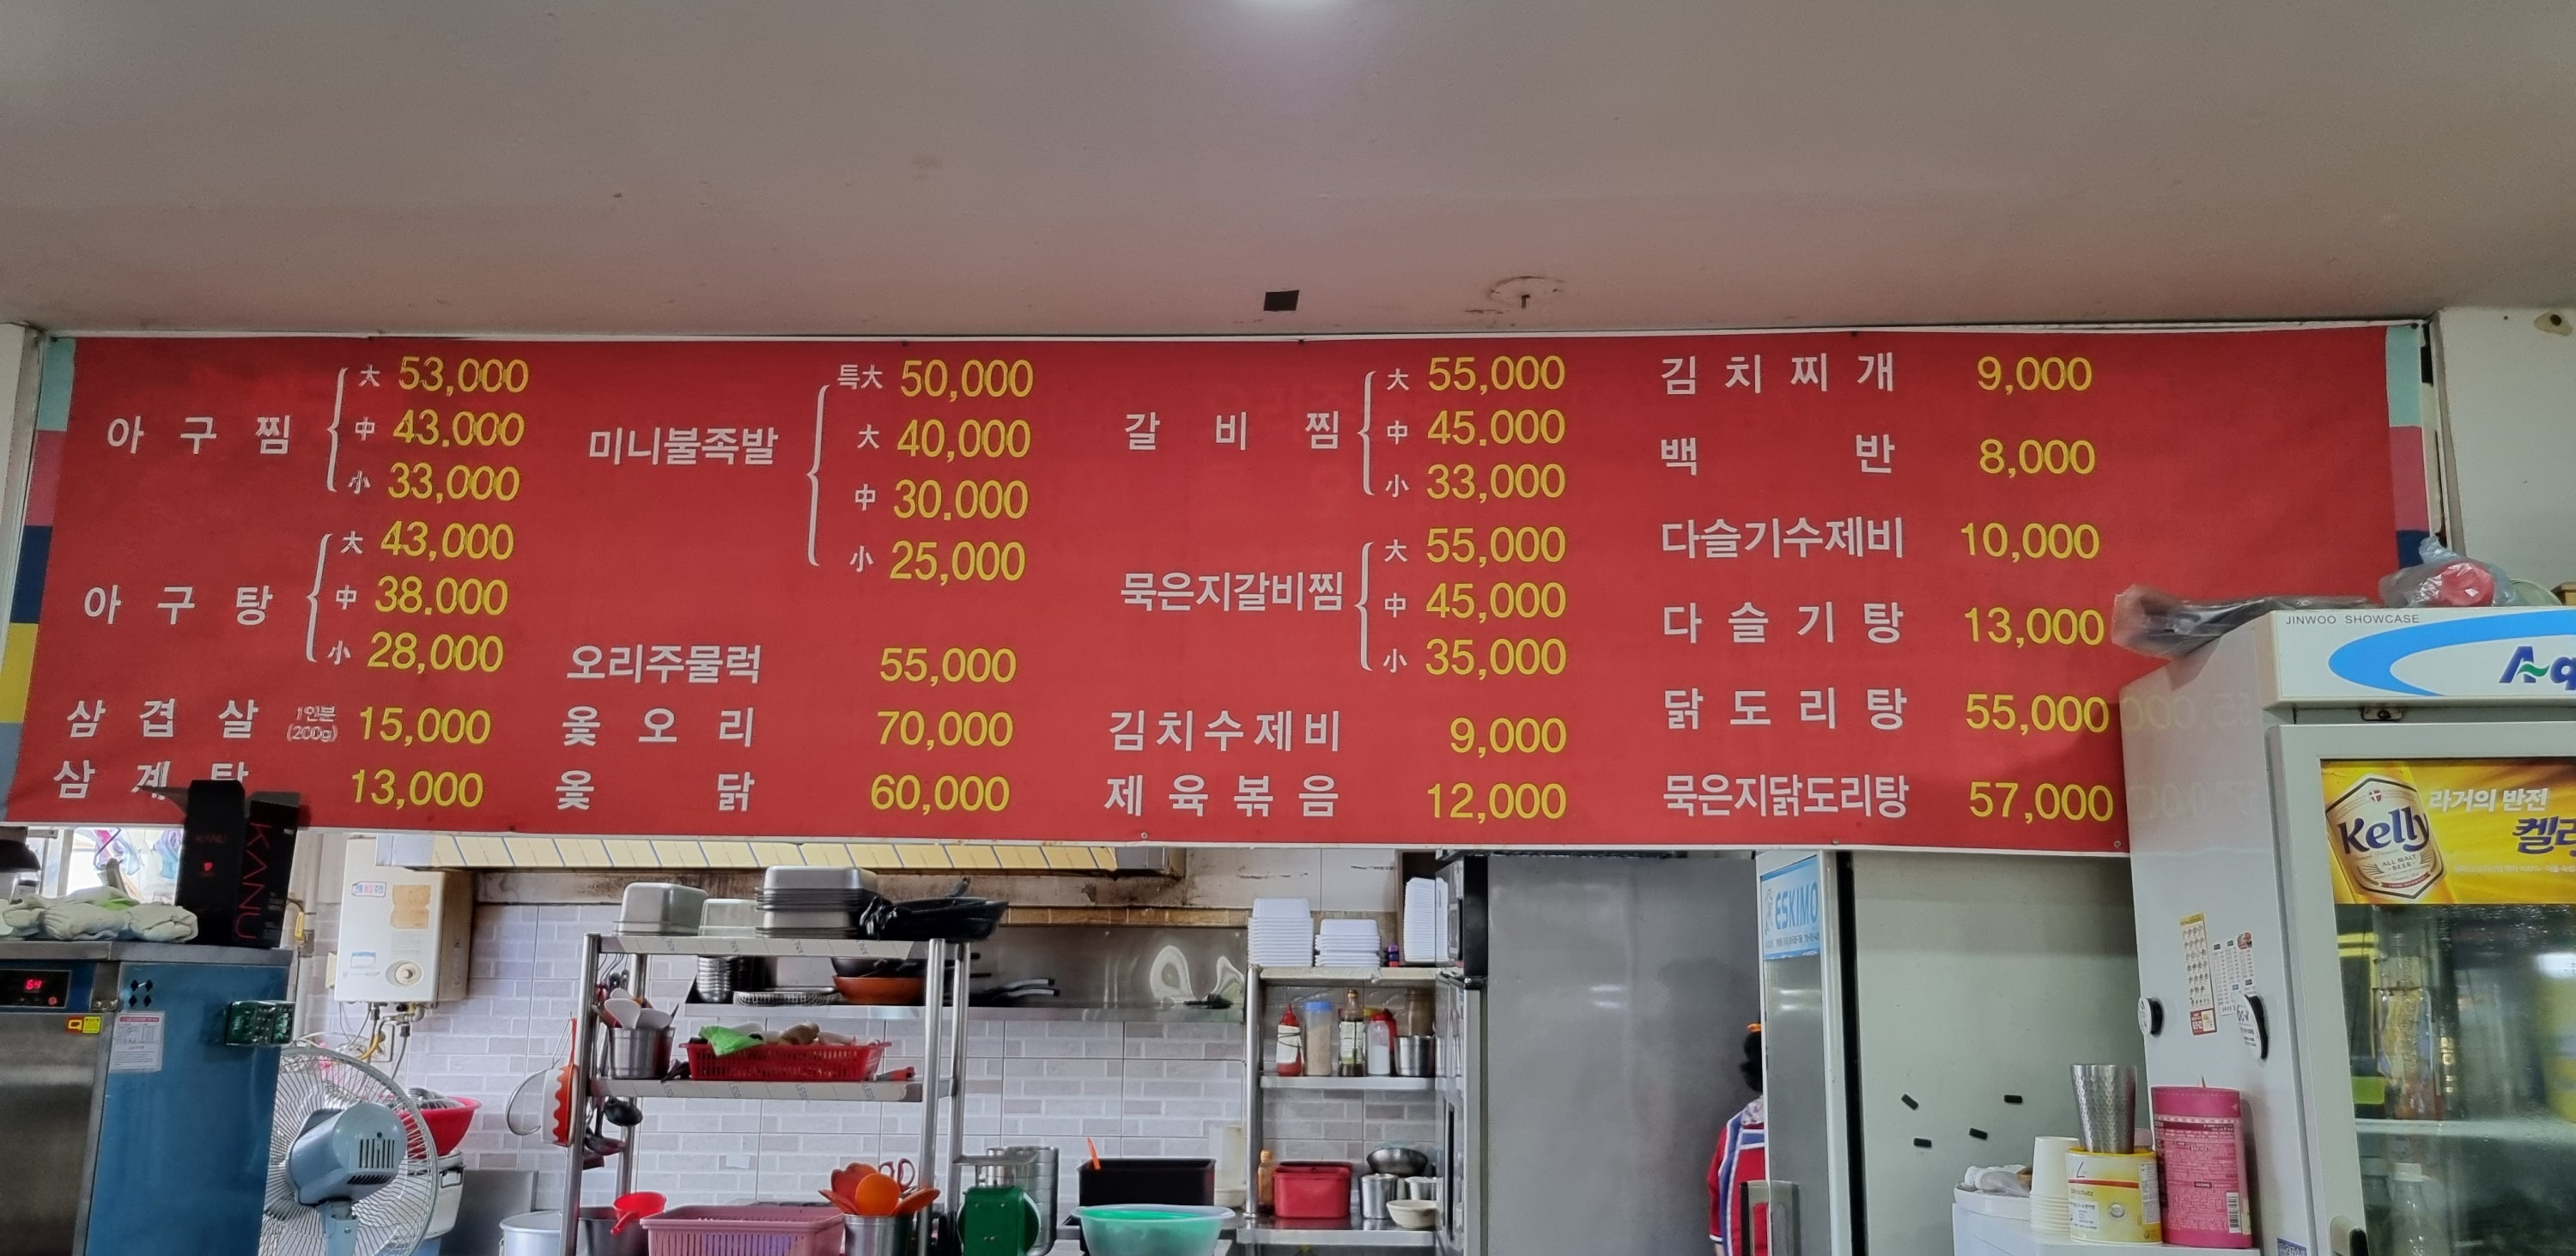 아구찜
大 53,000
中 43.000
小 33,000
아구탕
大 43,000
中 38.000
小 28,000
삼겹살 1인분 (200g) 15,000
삼계탕 13,000
미니불족발
특大 50,000
大 40,000
中 30.000
小 25,000
오리주물럭 55,000
옻오리 70,000
옻닭 60,000
갈비찜
大 55,000
中 45.000
小 33,000
묵은지갈비찜
大 55,000
中 45,000
小 35,000
김치수제비 9,000
제육볶음 12,000
김치찌개 9,000
백반 8,000
다슬기수제비 10,000
다슬기탕 13,000
닭도리탕 55,000
묵은지닭도리탕 57,000
JINWOO SHOWCASE
라거의 반전
Kelly
ALL MALT
BEER
KANU
ESKIMO
64